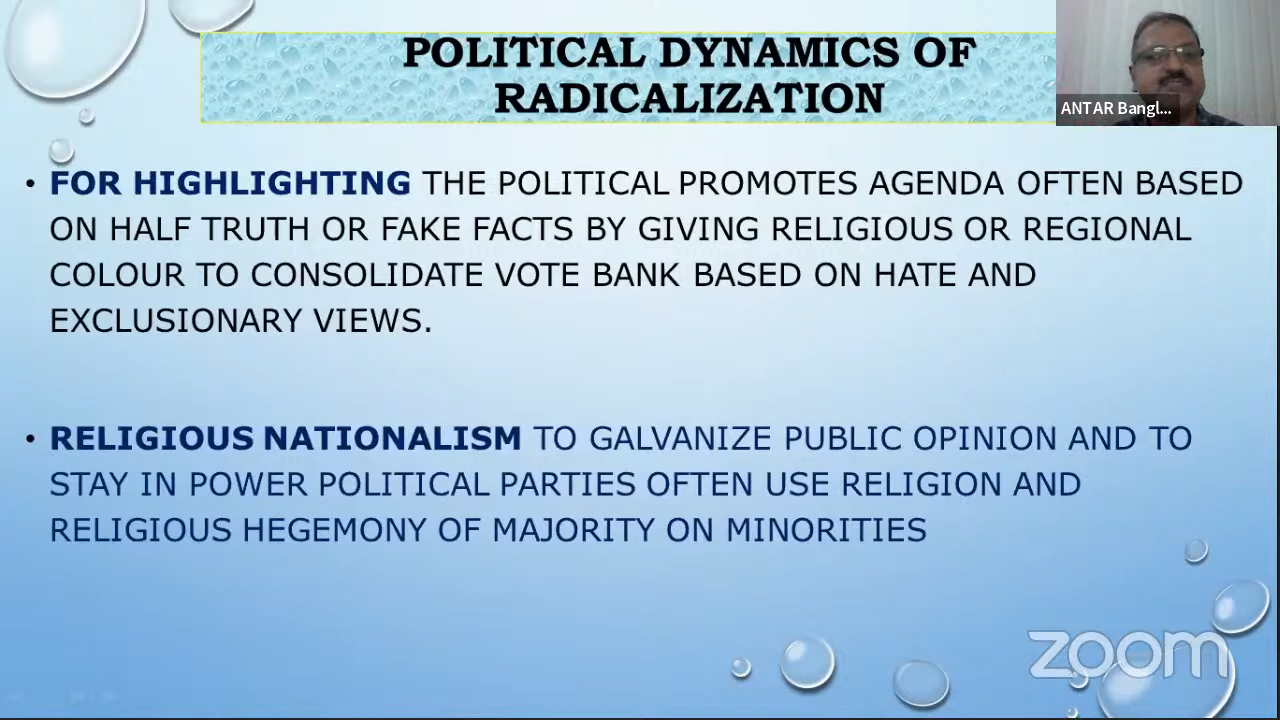 POLITICAL DYNAMICS OF
RADICALIZATION
ANTAR Bangl...
• FOR HIGHLIGHTING THE POLITICAL PROMOTES AGENDA OFTEN BASED
ON HALF TRUTH OR FAKE FACTS BY GIVING RELIGIOUS OR REGIONAL
COLOUR TO CONSOLIDATE VOTE BANK BASED ON HATE AND
EXCLUSIONARY VIEWS.
• RELIGIOUS NATIONALISM TO GALVANIZE PUBLIC OPINION AND TO
STAY IN POWER POLITICAL PARTIES OFTEN USE RELIGION AND
RELIGIOUS HEGEMONY OF MAJORITY ON MINORITIES
zoom